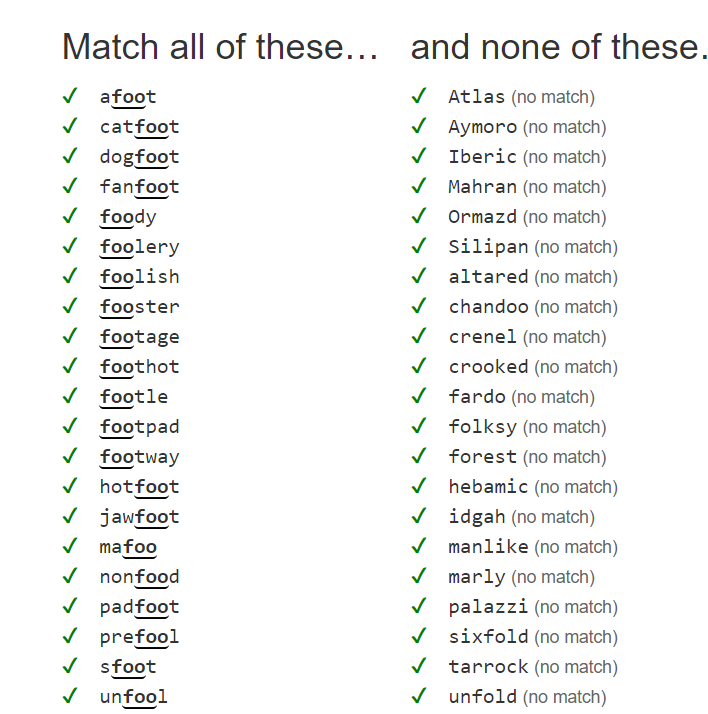 Match all of these… and none of these.
✓ afoot ✓ Atlas (no match)
✓ catfoot ✓ Aymoro (no match)
✓ dogfoot ✓ Iberic (no match)
✓ fanfoot ✓ Mahran (no match)
✓ foody ✓ Ormazd (no match)
✓ foolery ✓ Silipan (no match)
✓ foolish ✓ altared (no match)
✓ fooster ✓ chandoo (no match)
✓ footage ✓ crenel (no match)
✓ foothot ✓ crooked (no match)
✓ footle ✓ fardo (no match)
✓ footpad ✓ folksy (no match)
✓ footway ✓ forest (no match)
✓ hotfoot ✓ hebamic (no match)
✓ jawfoot ✓ idgah (no match)
✓ mafoo ✓ manlike (no match)
✓ nonfood ✓ marly (no match)
✓ padfoot ✓ palazzi (no match)
✓ prefool ✓ sixfold (no match)
✓ sfoot ✓ tarrock (no match)
✓ unfool ✓ unfold (no match)